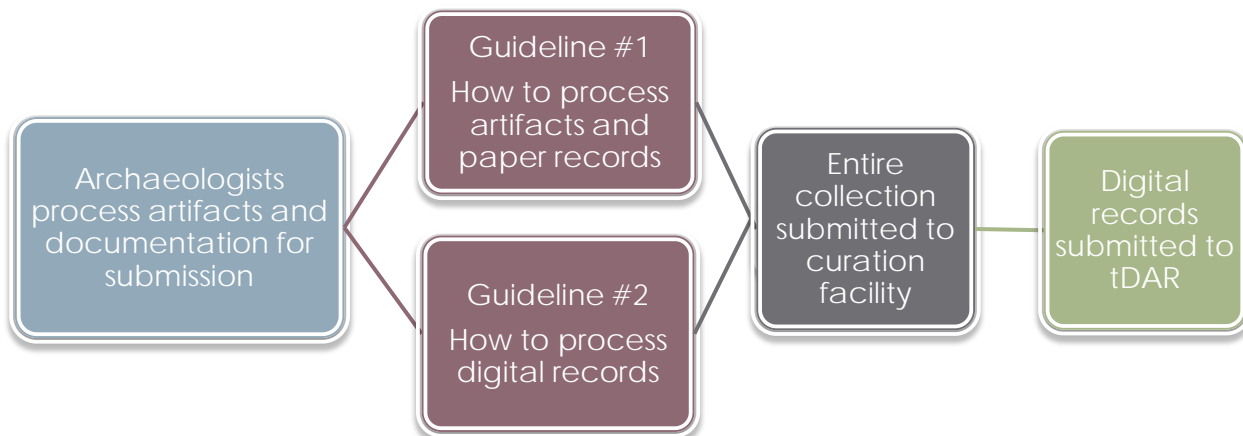 Archaeologists
process artifacts and
documentation for
submission
Guideline #1
How to process
artifacts and
paper records
Guideline #2
How to process
digital records
Entire
collection
submitted to
curation
facility
Digital
records
submitted to
tDAR